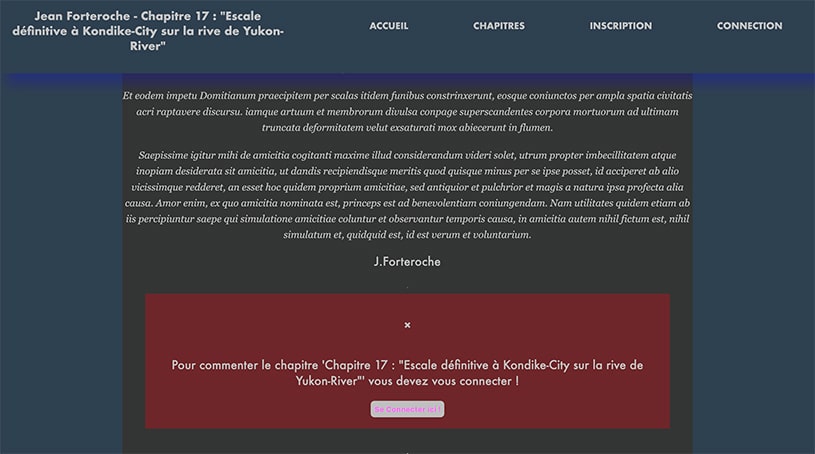 Jean Forteroche - Chapitre 17 : "Escale
définitive à Kondike-City sur la rive de Yukon-
River"
ACCUEIL
CHAPITRES
INSCRIPTION
CONNECTION
Et eodem impetu Domitianum praecipitem per scalas itidem funibus constrinxerunt, eosque coniunctos per ampla spatia civitatis
acri raptavere discursu. iamque artuum et membrorum divulsa conpage superscandentes corpora mortuorum ad ultimam
truncata deformitatem velut exsaturati mox abiecerunt in flumen.
Saepissime igitur mihi de amicitia cogitanti maxime illud considerandum videri solet, utrum propter imbecillitatem atque
inopiam desiderata sit amicitia, ut dandis recipiendisque meritis quod quisque minus per se ipse posset, id acciperet ab alio
vicissimque redderet, an esset hoc quidem proprium amicitiae, sed antiquior et pulchrior et magis a natura ipsa profecta alia
causa. Amor enim, ex quo amicitia nominata est, princeps est ad benevolentiam coniungendam. Nam utilitates quidem etiam ab
iis percipiuntur saepe qui simulatione amicitiae coluntur et observantur temporis causa, in amicitia autem nihil fictum est, nihil
simulatum et, quidquid est, id est verum et voluntarium.
J.Forteroche
×
Pour commenter le chapitre 'Chapitre 17 : "Escale définitive à Kondike-City sur la rive de
Yukon-River"' vous devez vous connecter !
Se Connecter ici !